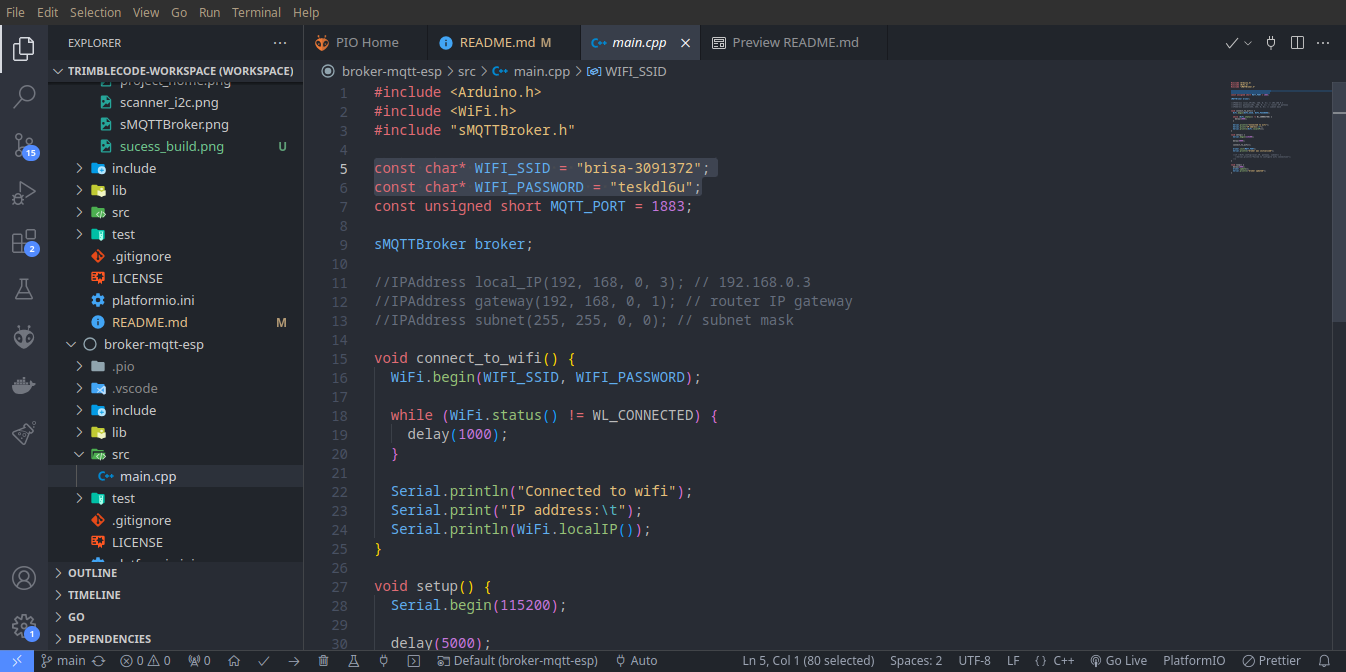 File Edit Selection View Go Run Terminal Help
EXPLORER
PIO Home
README.md M
main.cpp
Preview README.md
TRIMBLECODE-WORKSPACE (WORKSPACE)
broker-mqtt-esp > src > main.cpp > WIFI_SSID
project_home.png
scanner_i2c.png
sMQTTBroker.png
sucess_build.png U
include
lib
src
test
.gitignore
LICENSE
platformio.ini
README.md M
broker-mqtt-esp
.pio
.vscode
include
lib
src
main.cpp
test
.gitignore
LICENSE
OUTLINE
TIMELINE
GO
DEPENDENCIES
15
2
1
1 #include <Arduino.h>
2 #include <WiFi.h>
3 #include "sMQTTBroker.h"
4
5 const char* WIFI_SSID = "brisa-3091372";
6 const char* WIFI_PASSWORD = "teskdl6u";
7 const unsigned short MQTT_PORT = 1883;
8
9 sMQTTBroker broker;
10
11 //IPAddress local_IP(192, 168, 0, 3); // 192.168.0.3
12 //IPAddress gateway(192, 168, 0, 1); // router IP gateway
13 //IPAddress subnet(255, 255, 0, 0); // subnet mask
14
15 void connect_to_wifi() {
16 WiFi.begin(WIFI_SSID, WIFI_PASSWORD);
17
18 while (WiFi.status() != WL_CONNECTED) {
19 delay(1000);
20 }
21
22 Serial.println("Connected to wifi");
23 Serial.print("IP address:\t");
24 Serial.println(WiFi.localIP());
25 }
26
27 void setup() {
28 Serial.begin(115200);
29
30 delay(5000);
main 0 0 0 Default (broker-mqtt-esp) Auto Ln 5, Col 1 (80 selected) Spaces: 2 UTF-8 LF {} C++ Go Live PlatformIO Prettier